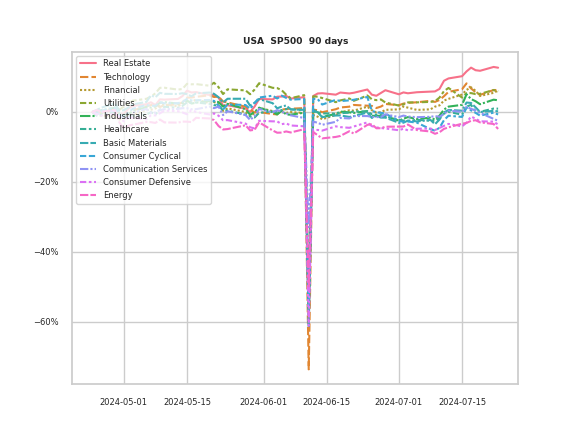 USA  SP500  90 days
Real Estate
Technology
Financial
Utilities
Industrials
Healthcare
Basic Materials
Consumer Cyclical
Communication Services
Consumer Defensive
Energy
0%
−20%
−40%
−60%
2024-05-01 2024-05-15 2024-06-01 2024-06-15 2024-07-01 2024-07-15